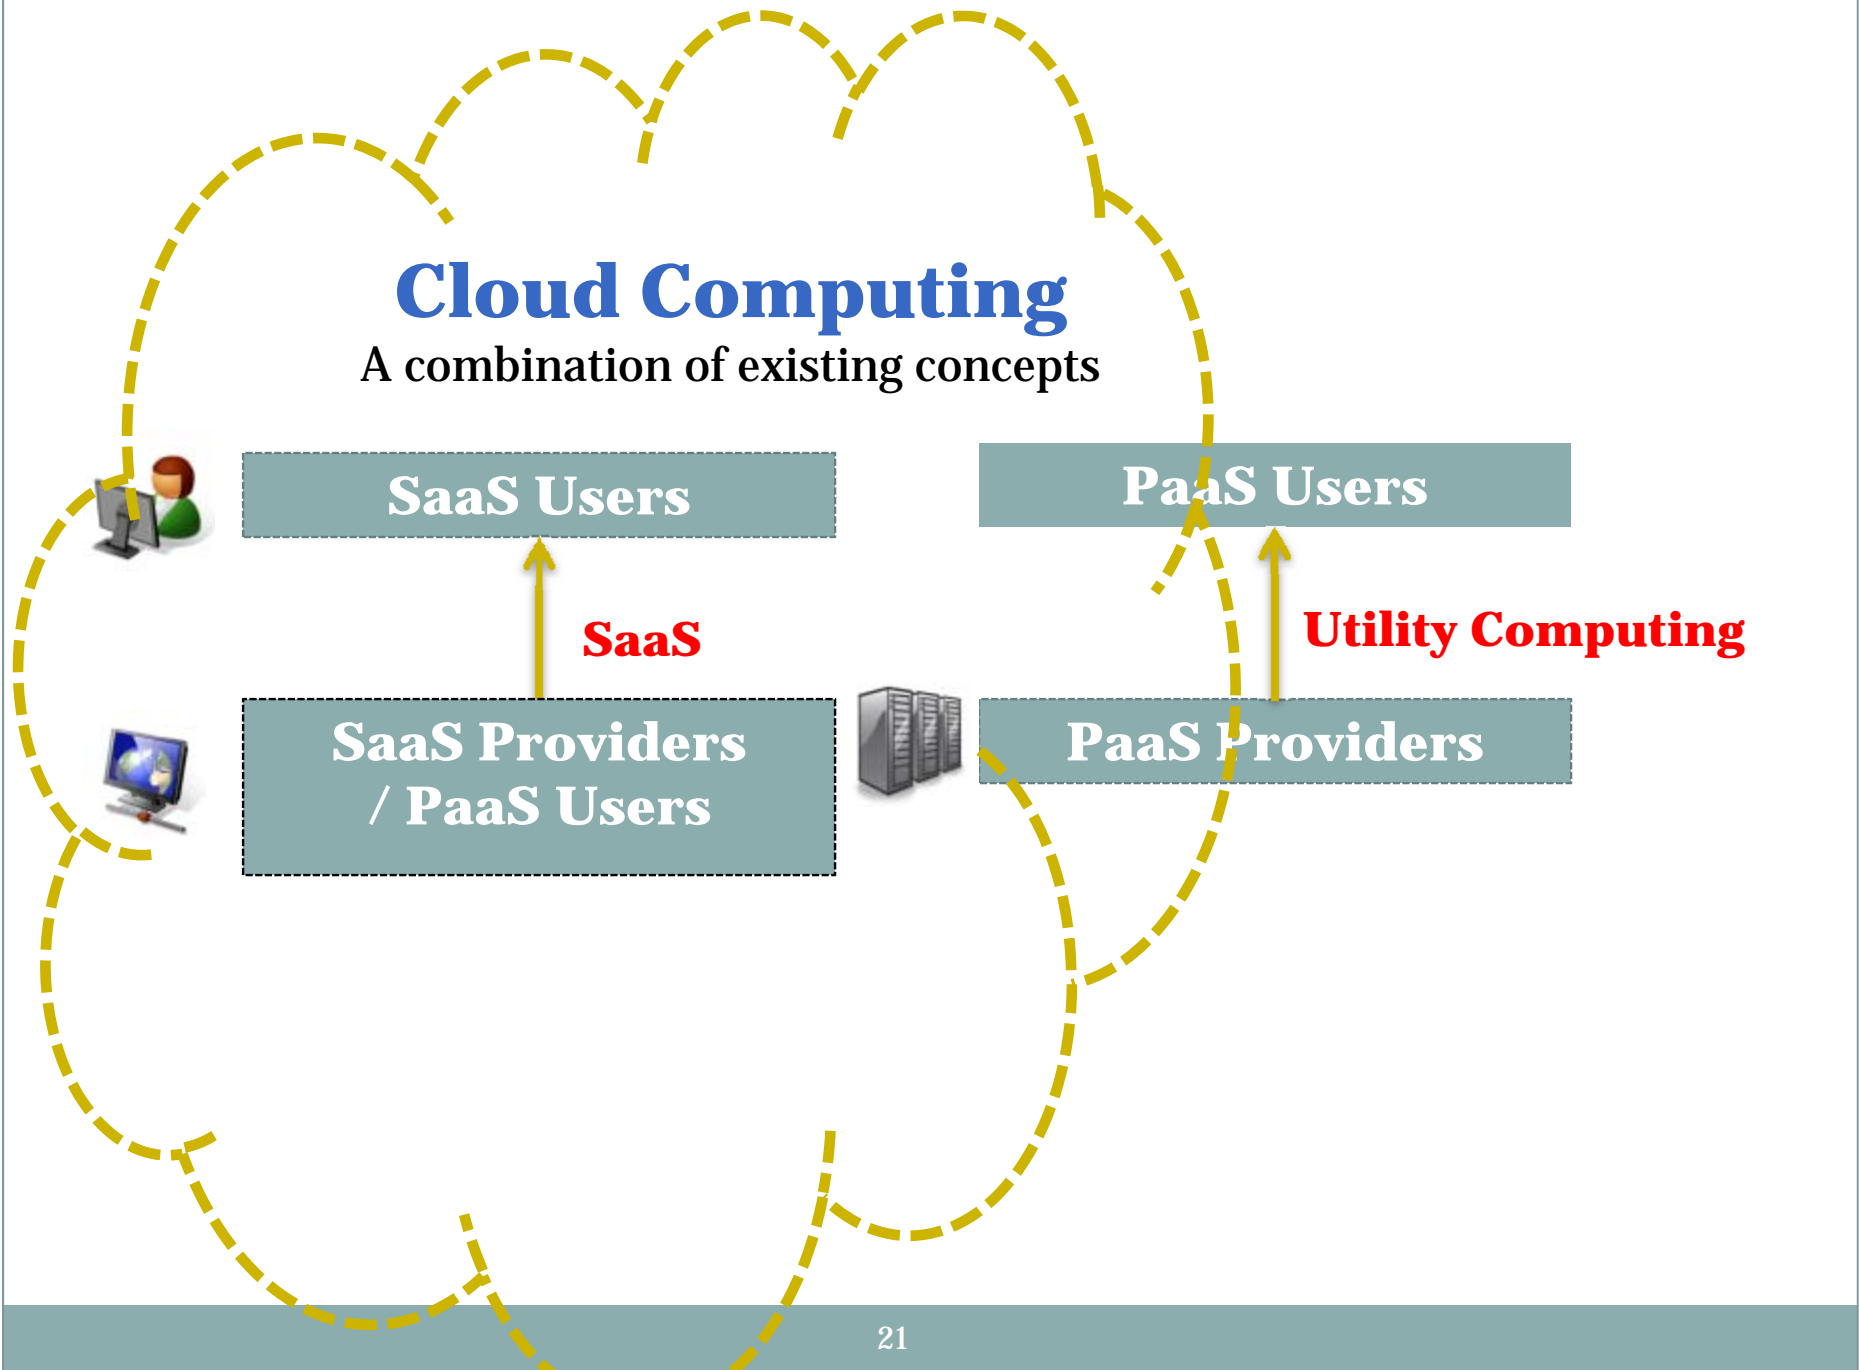 Cloud Computing
A combination of existing concepts
SaaS Users
PaaS Users
SaaS
Utility Computing
SaaS Providers
/ PaaS Users
PaaS Providers
21